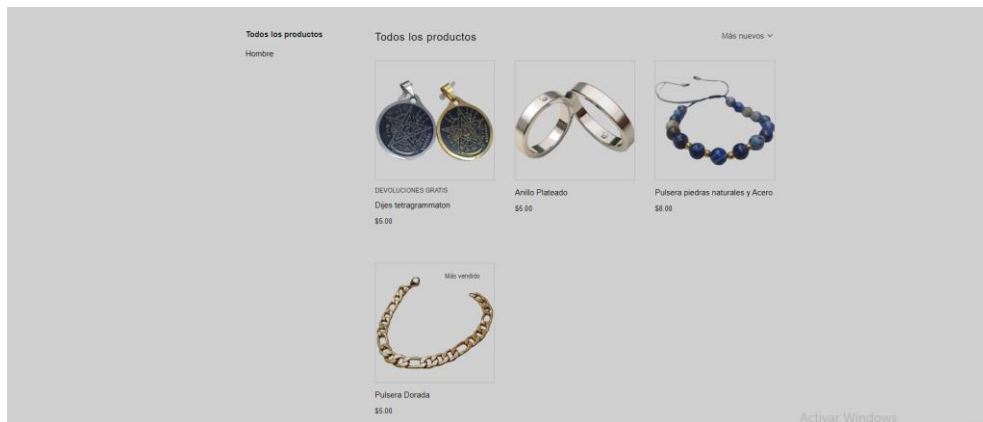 Todos los productos
Hombre
Todos los productos
Más nuevos
DEVOLUCIONES GRATIS
Dijes tetragrammaton
$5.00
Anillo Plateado
$5.00
Pulsera piedras naturales y Acero
$8.00
Más vendido
Pulsera Dorada
$5.00
Activar Windows